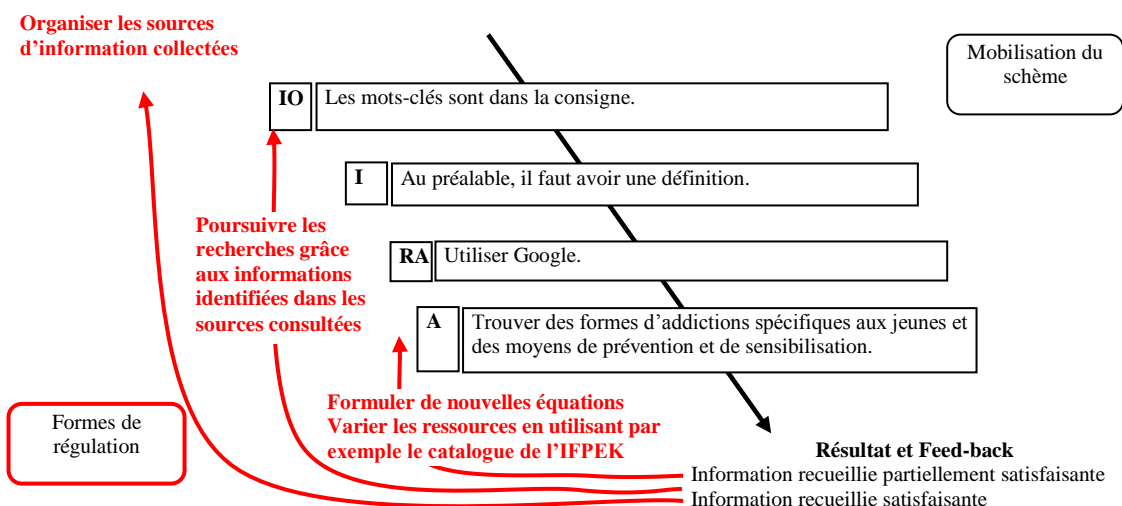 Organiser les sources
d’information collectées
Mobilisation du
schème
IO
Les mots-clés sont dans la consigne.
I
Au préalable, il faut avoir une définition.
Poursuivre les
recherches grâce
aux informations
identifiées dans les
sources consultées
RA
Utiliser Google.
A
Trouver des formes d’addictions spécifiques aux jeunes et
des moyens de prévention et de sensibilisation.
Formes de
régulation
Formuler de nouvelles équations
Varier les ressources en utilisant par
exemple le catalogue de l’IFPEK
Résultat et Feed-back
Information recueillie partiellement satisfaisante
Information recueillie satisfaisante